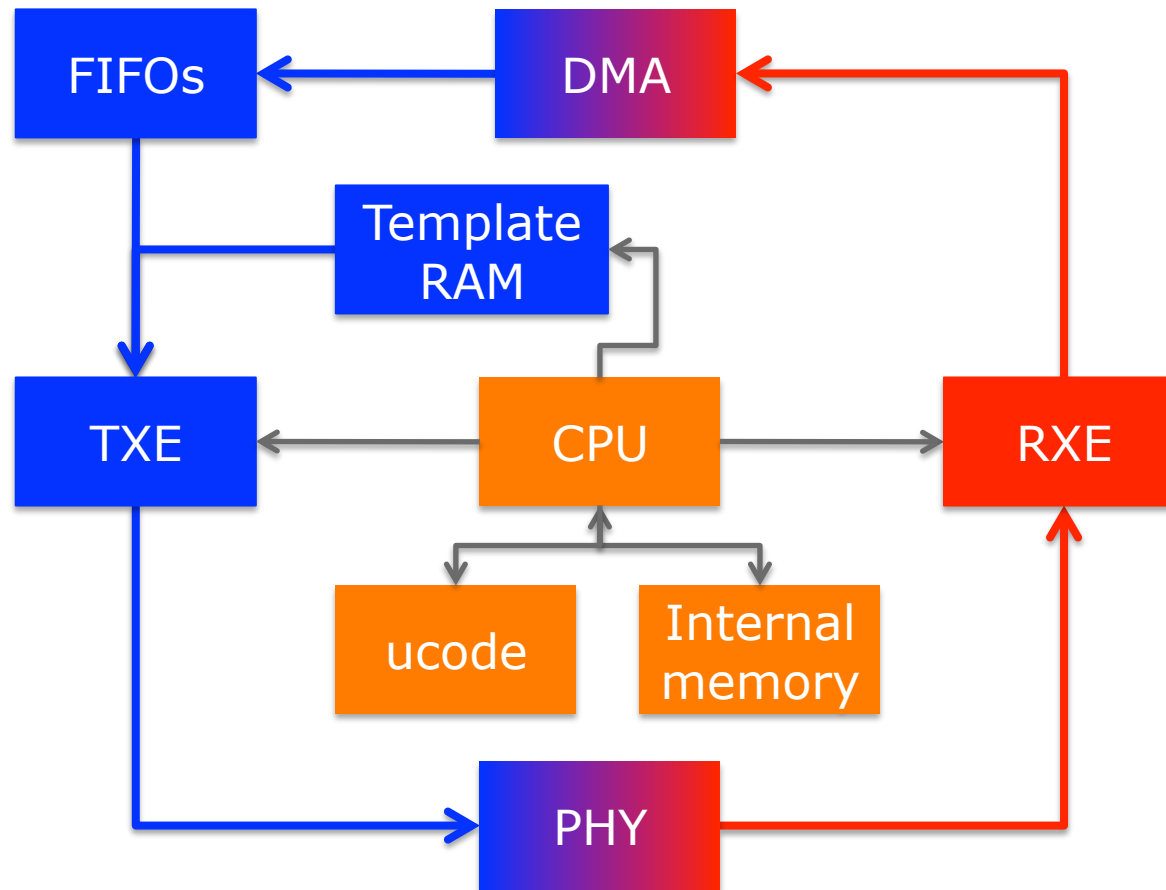 FIFOs
DMA
Template
RAM
TXE
CPU
RXE
ucode
Internal
memory
PHY